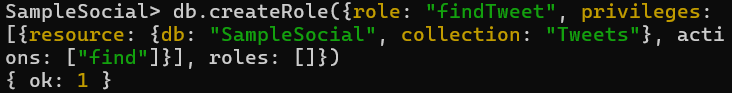 SampleSocial> db.createRole({role: "findTweet", privileges:
[{resource: {db: "SampleSocial", collection: "Tweets"}, acti
ons: ["find"]}], roles: []})
{ ok: 1 }